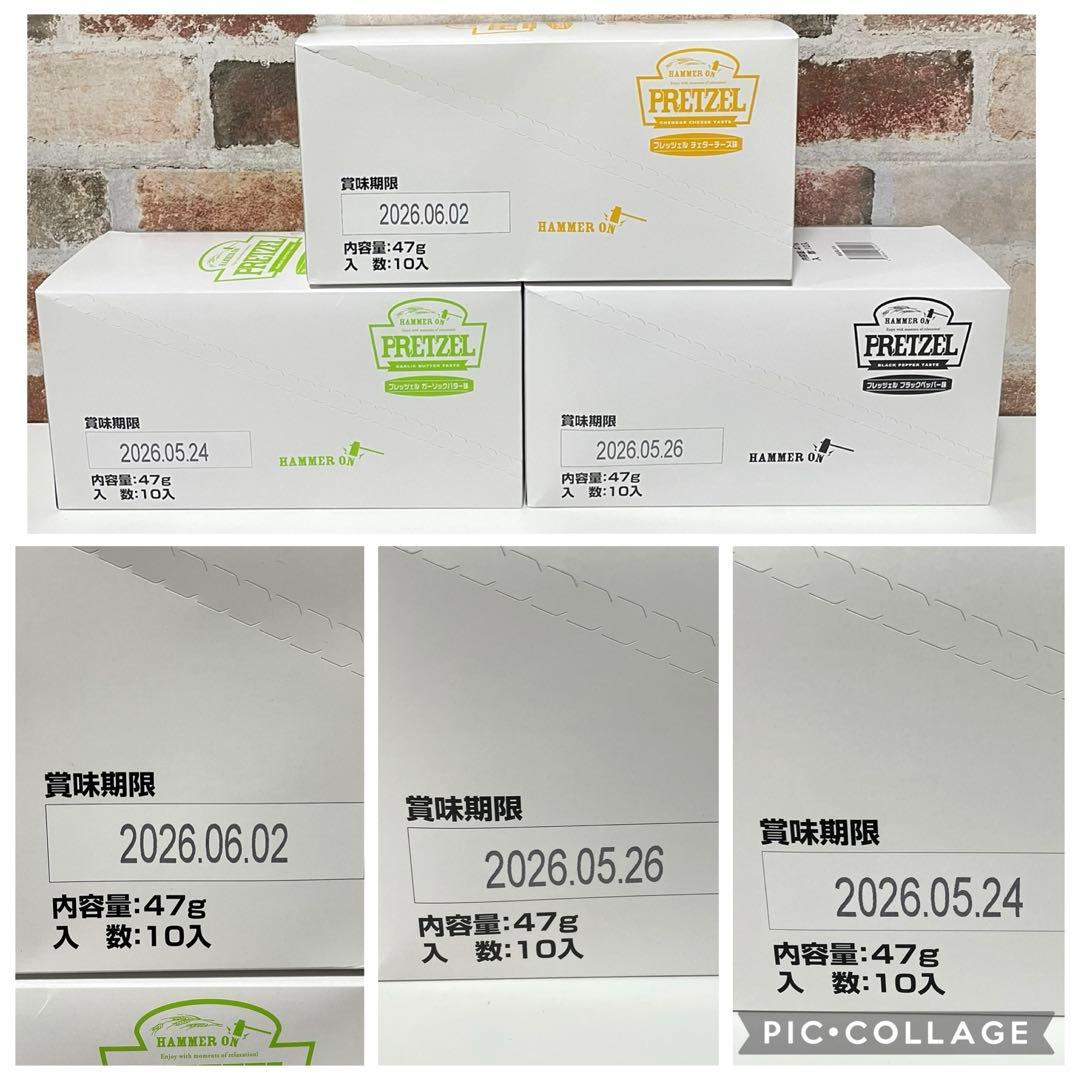 HAMMER ON
PRETZEL
CHEDDAR CHEESE TASTE
プレッツェル チェダーチーズ味
賞味期限
2026.06.02
HAMMER ON
内容量:47g
入 数:10入
HAMMER ON
PRETZEL
HAMMER ON
Enjoy with moments of relaxation!
PRETZEL
GARLIC BUTTER TASTE
プレッツェル ガーリックバター味
賞味期限
2026.05.24
HAMMER ON
内容量:47g
入 数:10入
HAMMER ON
Enjoy with moments of relaxation!
PRETZEL
BLACK PEPPER TASTE
プレッツェル ブラックペッパー味
賞味期限
2026.05.26
HAMMER ON
内容量:47g
入 数:10入
賞味期限
2026.06.02
内容量:47g
入 数:10入
HAMMER ON
Enjoy with moments of relaxation!
賞味期限
2026.05.26
内容量:47g
入 数:10入
賞味期限
2026.05.24
内容量:47g
入 数:10入
PIC•COLLAGE